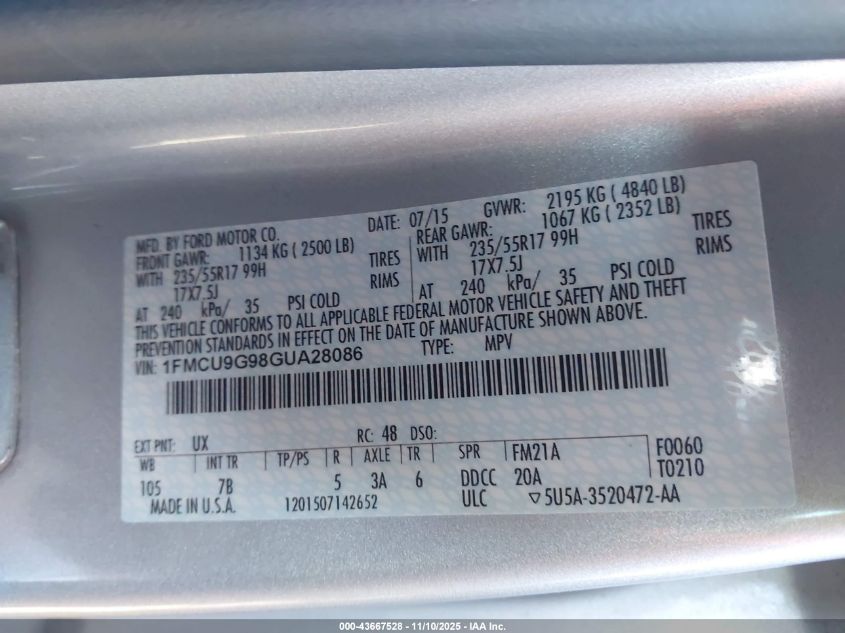 MFD. BY FORD MOTOR CO. DATE: 07/15 GVWR: 2195 KG ( 4840 LB)
FRONT GAWR: 1134 KG ( 2500 LB) REAR GAWR: 1067 KG ( 2352 LB)
WITH 235/55R17 99H TIRES WITH 235/55R17 99H TIRES
17X7.5J RIMS 17X7.5J RIMS
AT 240 kPa/ 35 PSI COLD AT 240 kPa/ 35 PSI COLD
THIS VEHICLE CONFORMS TO ALL APPLICABLE FEDERAL MOTOR VEHICLE SAFETY AND THEFT
PREVENTION STANDARDS IN EFFECT ON THE DATE OF MANUFACTURE SHOWN ABOVE.
VIN: 1FMCU9G98GUA28086 TYPE: MPV
EXT PNT: UX RC: 48 DSO:
WB INT TR TP/PS R AXLE TR SPR FM21A F0060
105 7B 5 3A 6 DDCC 20A T0210
MADE IN U.S.A. 1201507142652 ULC ▽5U5A-3520472-AA
000-43667528 - 11/10/2025 - IAA Inc.